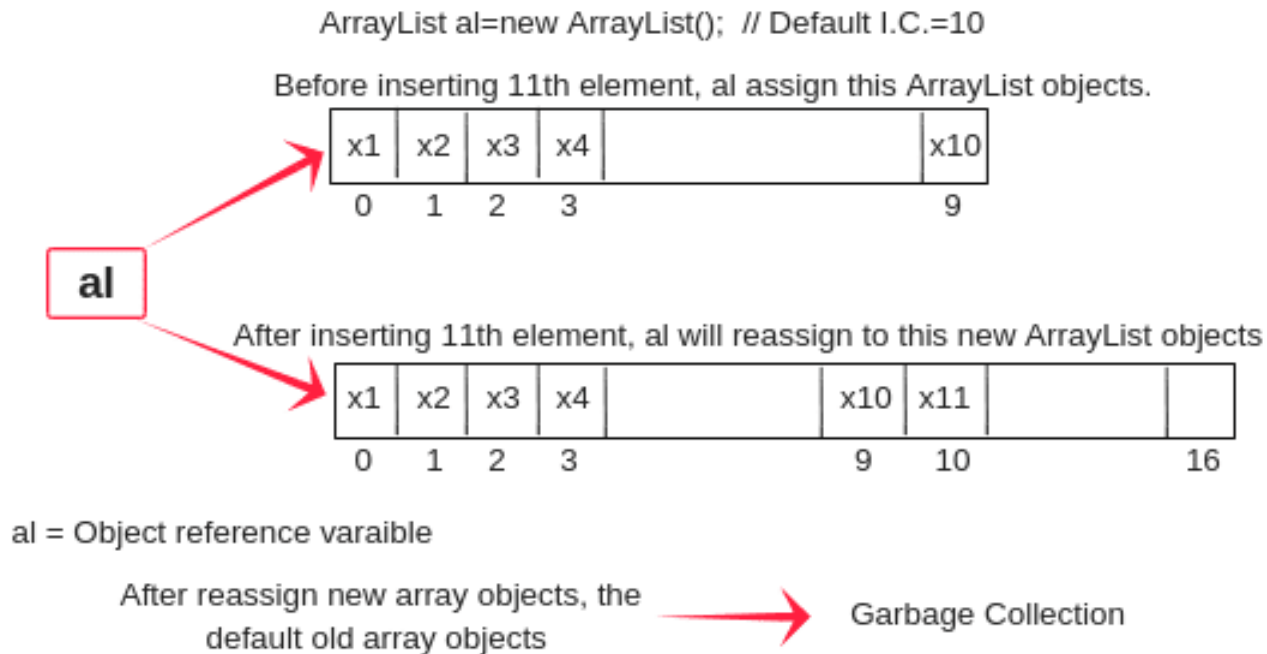 ArrayList al=new ArrayList();  // Default I.C.=10
Before inserting 11th element, al assign this ArrayList objects.
x1 x2 x3 x4 x10
0 1 2 3 9
al
After inserting 11th element, al will reassign to this new ArrayList objects
x1 x2 x3 x4 x10 x11
0 1 2 3 9 10 16
al = Object reference varaible
After reassign new array objects, the
default old array objects
Garbage Collection